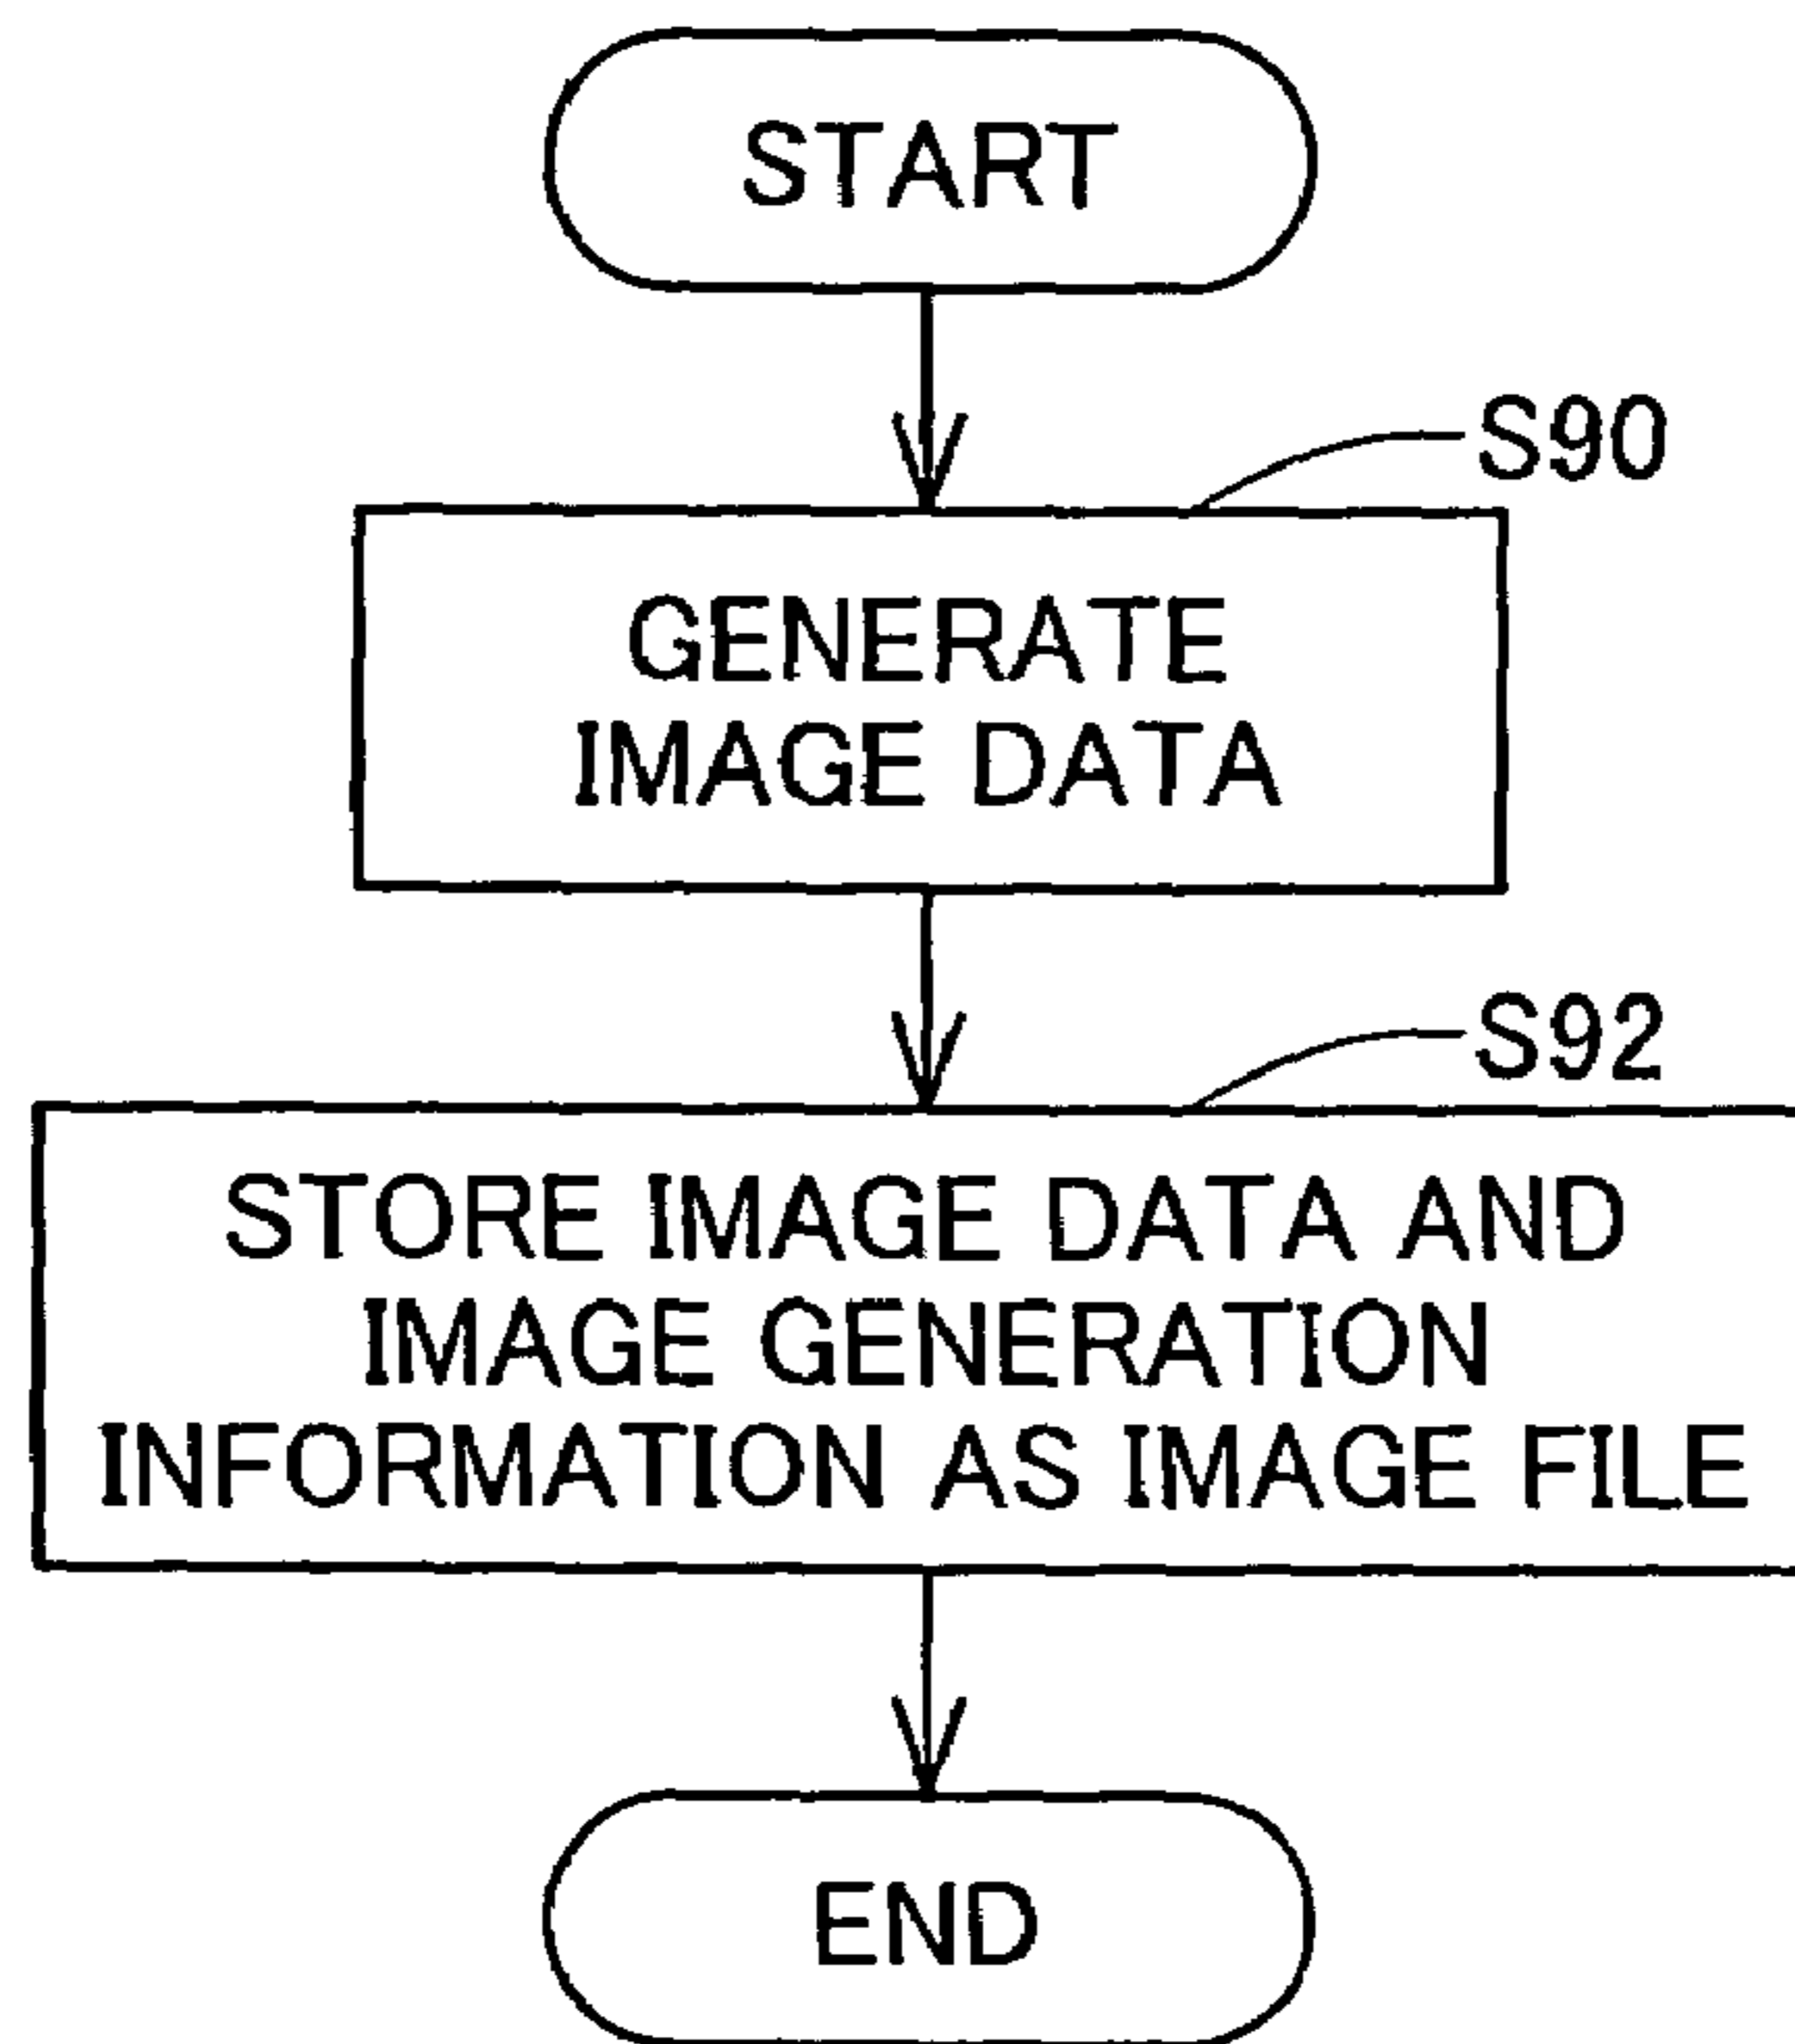 START
S90
GENERATE
IMAGE DATA
S92
STORE IMAGE DATA AND
IMAGE GENERATION
INFORMATION AS IMAGE FILE
END